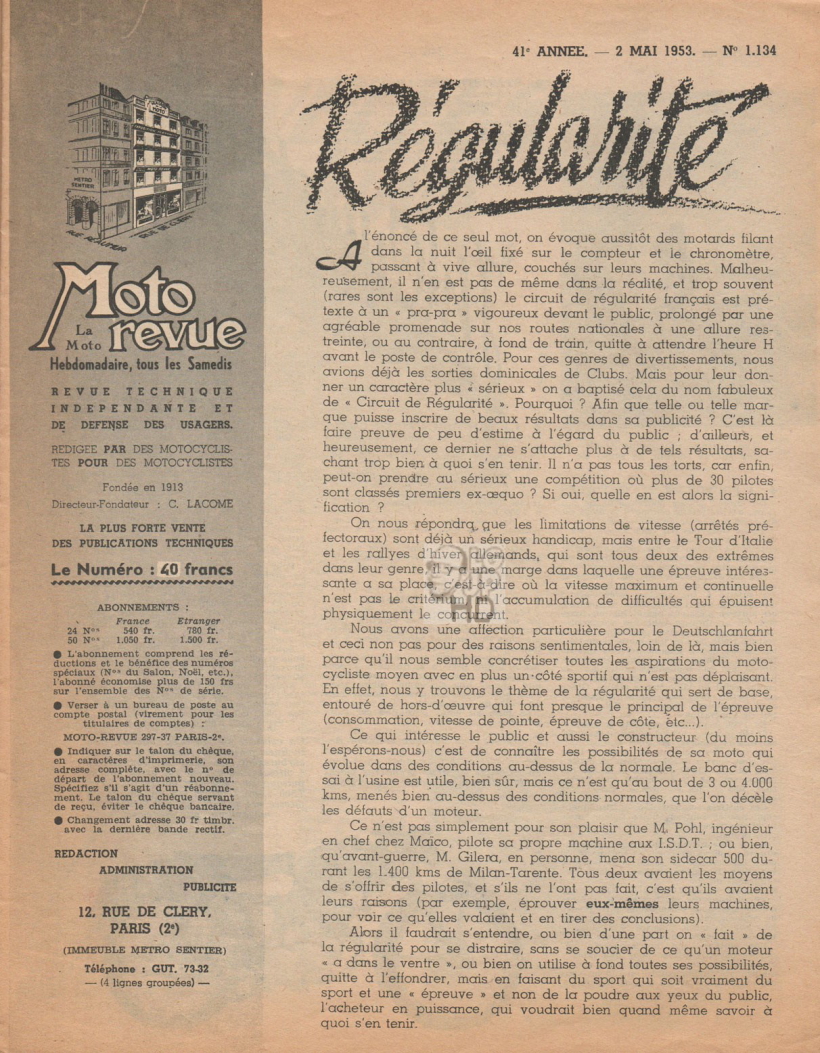 41e ANNEE. — 2 MAI 1953. — No 1.134
METRO
SENTIER
RUE REAUMUR
RUE DE CLERY
La
Moto
Moto
revue
Hebdomadaire, tous les Samedis
REVUE TECHNIQUE
INDEPENDANTE ET
DE DEFENSE DES USAGERS.
REDIGEE PAR DES MOTOCYCLIS-
TES POUR DES MOTOCYCLISTES
Fondée en 1913
Directeur-Fondateur : C. LACOME
LA PLUS FORTE VENTE
DES PUBLICATIONS TECHNIQUES
Le Numéro : 40 francs
ABONNEMENTS :
France Etranger
24 Nos 540 fr. 780 fr.
50 Nos 1.050 fr. 1.500 fr.
● L'abonnement comprend les ré-
ductions et le bénéfice des numéros
spéciaux (Nos du Salon, Noël, etc.),
l'abonné économise plus de 150 frs
sur l'ensemble des Nos de série.
● Verser à un bureau de poste au
compte postal (virement pour les
titulaires de comptes) :
MOTO-REVUE 297-37 PARIS-2e.
● Indiquer sur le talon du chèque,
en caractères d'imprimerie, son
adresse complète, avec le no de
départ de l'abonnement nouveau.
Spécifiez s'il s'agit d'un réabonne-
ment. Le talon du chèque servant
de reçu, éviter le chèque bancaire.
● Changement adresse 30 fr timbr.
avec la dernière bande rectif.
REDACTION
ADMINISTRATION
PUBLICITE
12, RUE DE CLERY,
PARIS (2e)
(IMMEUBLE METRO SENTIER)
Téléphone : GUT. 73-32
— (4 lignes groupées) —
Régularité
A l'énoncé de ce seul mot, on évoque aussitôt des motards filant
dans la nuit l'œil fixé sur le compteur et le chronomètre,
passant à vive allure, couchés sur leurs machines. Malheu-
reusement, il n'en est pas de même dans la réalité, et trop souvent
(rares sont les exceptions) le circuit de régularité français est pré-
texte à un « pra-pra » vigoureux devant le public, prolongé par une
agréable promenade sur nos routes nationales à une allure res-
treinte, ou au contraire, à fond de train, quitte à attendre l'heure H
avant le poste de contrôle. Pour ces genres de divertissements, nous
avions déjà les sorties dominicales de Clubs. Mais pour leur don-
ner un caractère plus « sérieux » on a baptisé cela du nom fabuleux
de « Circuit de Régularité ». Pourquoi ? Afin que telle ou telle mar-
que puisse inscrire de beaux résultats dans sa publicité ? C'est là
faire preuve de peu d'estime à l'égard du public ; d'ailleurs, et
heureusement, ce dernier ne s'attache plus à de tels résultats, sa-
chant trop bien à quoi s'en tenir. Il n'a pas tous les torts, car enfin,
peut-on prendre au sérieux une compétition où plus de 30 pilotes
sont classés premiers ex-æquo ? Si oui, quelle en est alors la signi-
fication ?
On nous répondra que les limitations de vitesse (arrêtés pré-
fectoraux) sont déjà un sérieux handicap, mais entre le Tour d'Italie
et les rallyes d'hiver allemands, qui sont tous deux des extrêmes
dans leur genre, il y a une marge dans laquelle une épreuve intéres-
sante a sa place, c'est-à-dire où la vitesse maximum et continuelle
n'est pas le critérium, ni l'accumulation de difficultés qui épuisent
physiquement le concurrent.
Nous avons une affection particulière pour le Deutschlanfahrt
et ceci non pas pour des raisons sentimentales, loin de là, mais bien
parce qu'il nous semble concrétiser toutes les aspirations du moto-
cycliste moyen avec en plus un côté sportif qui n'est pas déplaisant.
En effet, nous y trouvons le thème de la régularité qui sert de base,
entouré de hors-d'œuvre qui font presque le principal de l'épreuve
(consommation, vitesse de pointe, épreuve de côte, etc...).
Ce qui intéresse le public et aussi le constructeur (du moins
l'espérons-nous) c'est de connaître les possibilités de sa moto qui
évolue dans des conditions au-dessus de la normale. Le banc d'es-
sai à l'usine est utile, bien sûr, mais ce n'est qu'au bout de 3 ou 4.000
kms, menés bien au-dessus des conditions normales, que l'on décèle
les défauts d'un moteur.
Ce n'est pas simplement pour son plaisir que M. Pohl, ingénieur
en chef chez Maïco, pilote sa propre machine aux I.S.D.T. ; ou bien,
qu'avant-guerre, M. Gilera, en personne, mena son sidecar 500 du-
rant les 1.400 kms de Milan-Tarente. Tous deux avaient les moyens
de s'offrir des pilotes, et s'ils ne l'ont pas fait, c'est qu'ils avaient
leurs raisons (par exemple, éprouver eux-mêmes leurs machines,
pour voir ce qu'elles valaient et en tirer des conclusions).
Alors il faudrait s'entendre, ou bien d'une part on « fait » de
la régularité pour se distraire, sans se soucier de ce qu'un moteur
« a dans le ventre », ou bien on utilise à fond toutes ses possibilités,
quitte à l'effondrer, mais en faisant du sport qui soit vraiment du
sport et une « épreuve » et non de la poudre aux yeux du public,
l'acheteur en puissance, qui voudrait bien quand même savoir à
quoi s'en tenir.